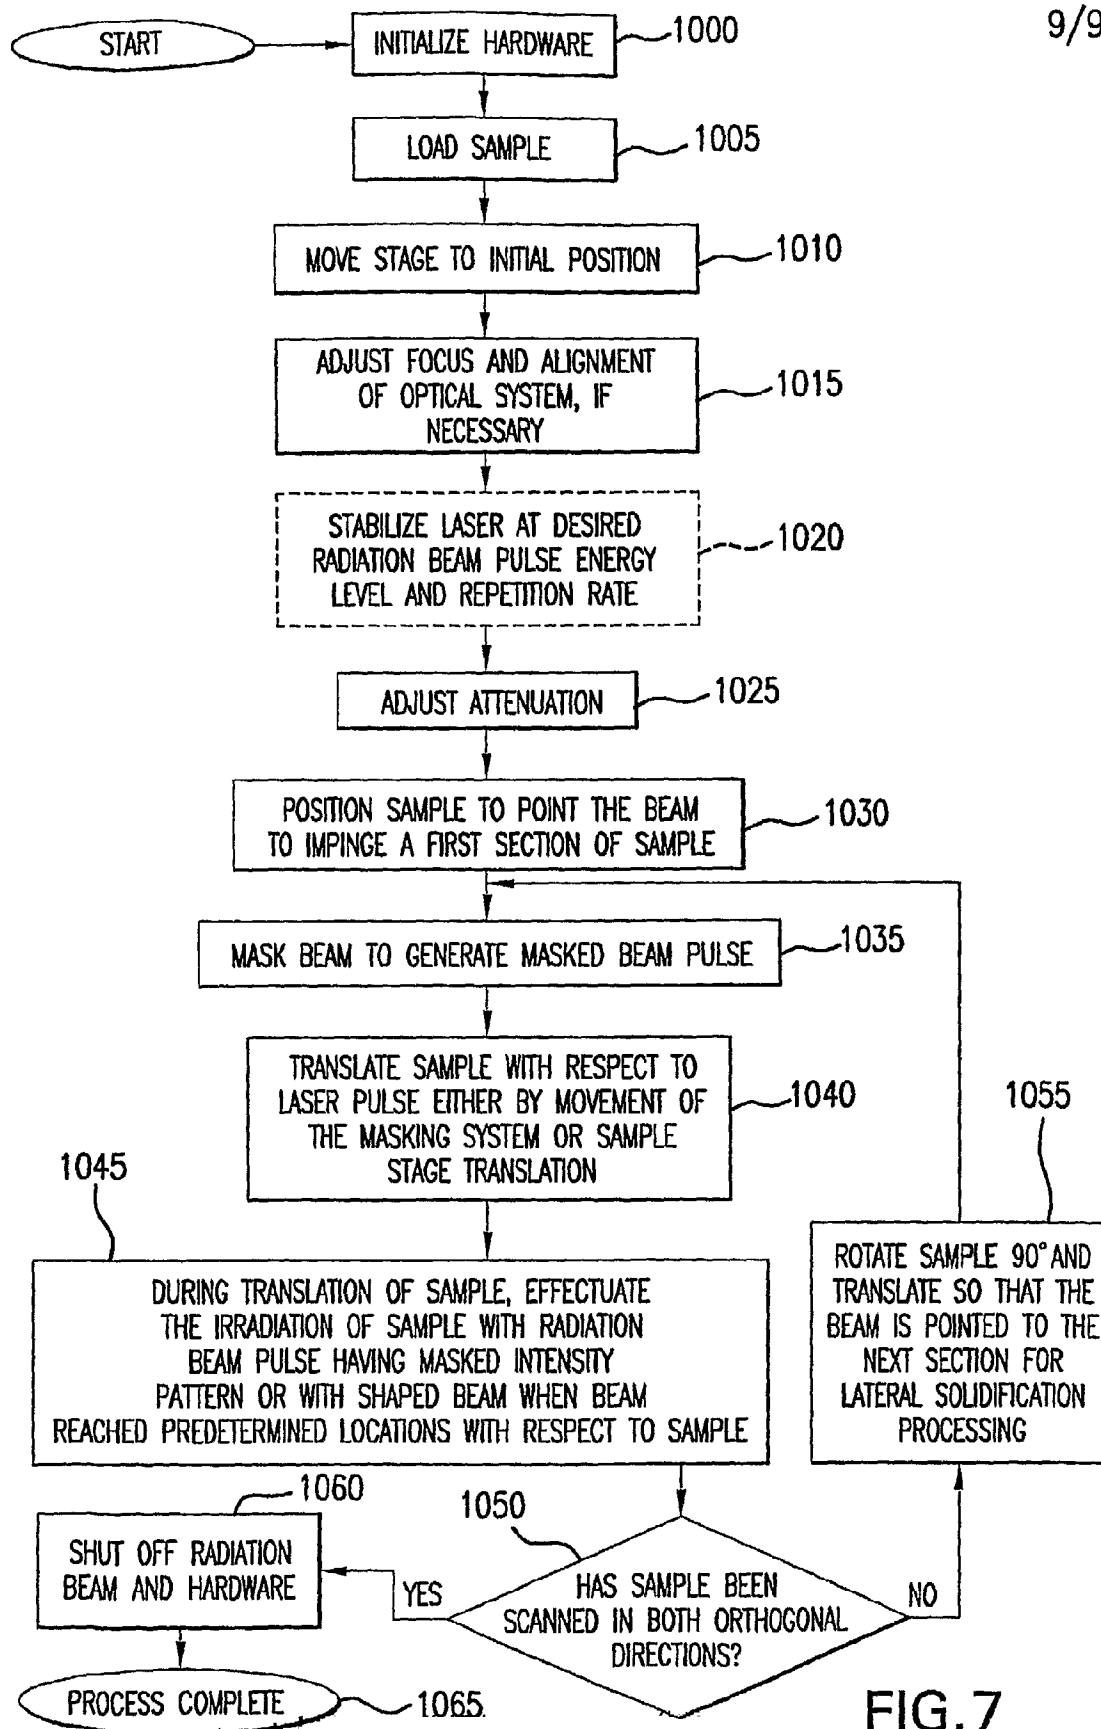 9/9
START
INITIALIZE HARDWARE
1000
LOAD SAMPLE
1005
MOVE STAGE TO INITIAL POSITION
1010
ADJUST FOCUS AND ALIGNMENT
OF OPTICAL SYSTEM, IF
NECESSARY
1015
STABILIZE LASER AT DESIRED
RADIATION BEAM PULSE ENERGY
LEVEL AND REPETITION RATE
1020
ADJUST ATTENUATION
1025
POSITION SAMPLE TO POINT THE BEAM
TO IMPINGE A FIRST SECTION OF SAMPLE
1030
MASK BEAM TO GENERATE MASKED BEAM PULSE
1035
TRANSLATE SAMPLE WITH RESPECT TO
LASER PULSE EITHER BY MOVEMENT OF
THE MASKING SYSTEM OR SAMPLE
STAGE TRANSLATION
1040
1045
DURING TRANSLATION OF SAMPLE, EFFECTUATE
THE IRRADIATION OF SAMPLE WITH RADIATION
BEAM PULSE HAVING MASKED INTENSITY
PATTERN OR WITH SHAPED BEAM WHEN BEAM
REACHED PREDETERMINED LOCATIONS WITH RESPECT TO SAMPLE
1055
ROTATE SAMPLE 90° AND
TRANSLATE SO THAT THE
BEAM IS POINTED TO THE
NEXT SECTION FOR
LATERAL SOLIDIFICATION
PROCESSING
1050
HAS SAMPLE BEEN
SCANNED IN BOTH ORTHOGONAL
DIRECTIONS?
YES
NO
1060
SHUT OFF RADIATION
BEAM AND HARDWARE
PROCESS COMPLETE
1065
FIG.7